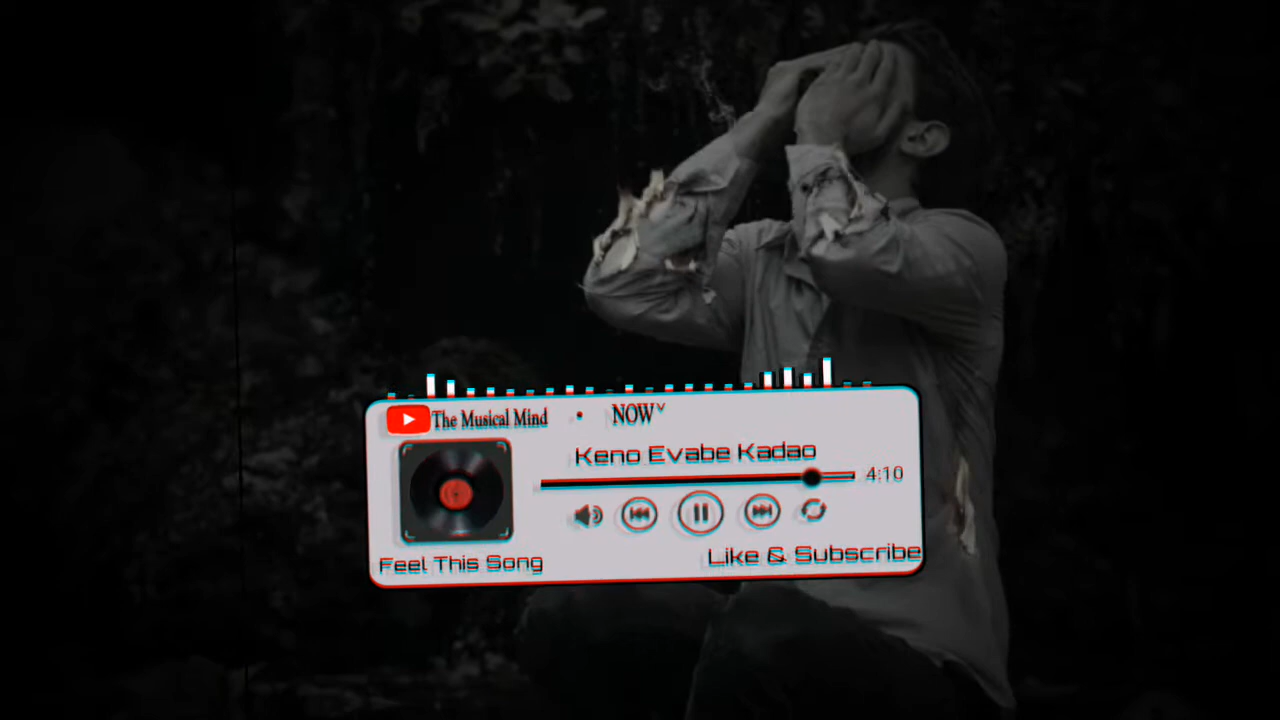 The Musical Mind • NOW
Keno Evabe Kadao
4:10
Feel This Song
Like & Subscribe